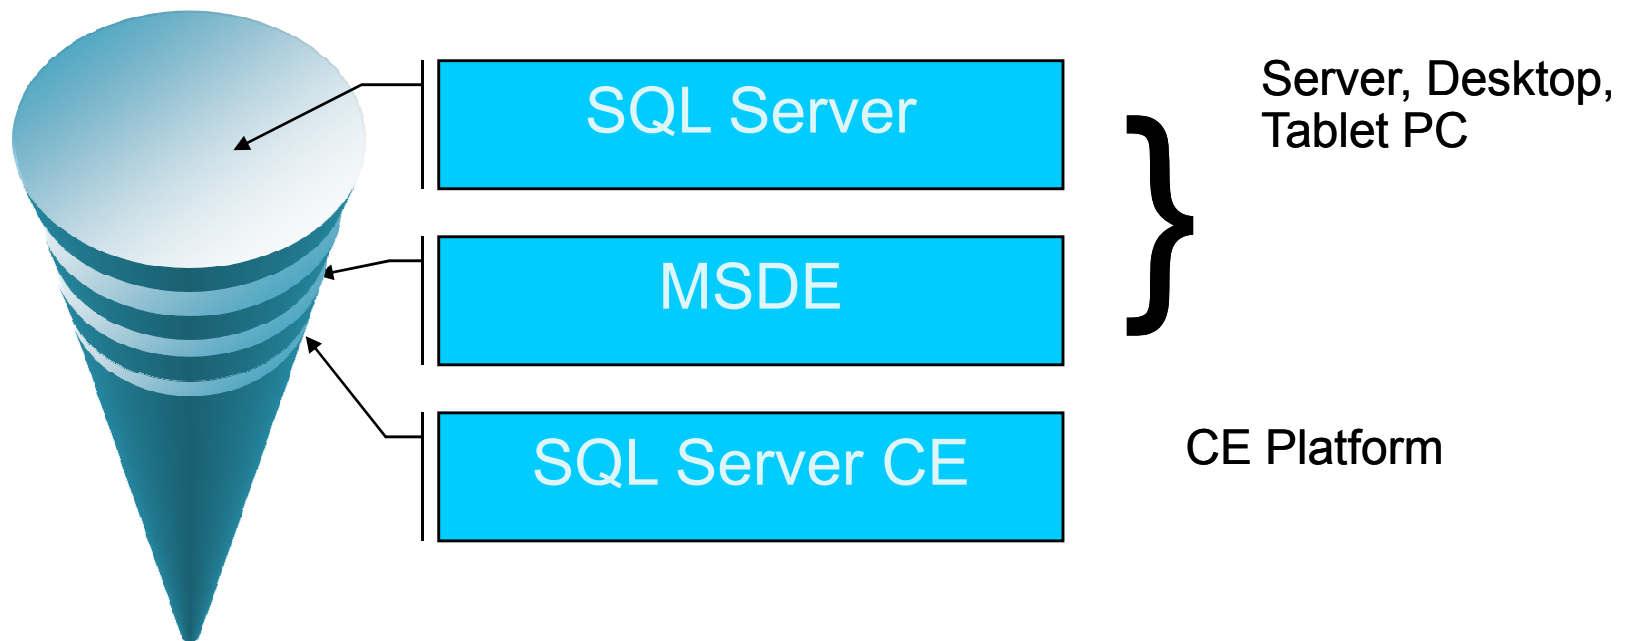 SQL Server
Server, Desktop,
Tablet PC
MSDE
SQL Server CE
CE Platform